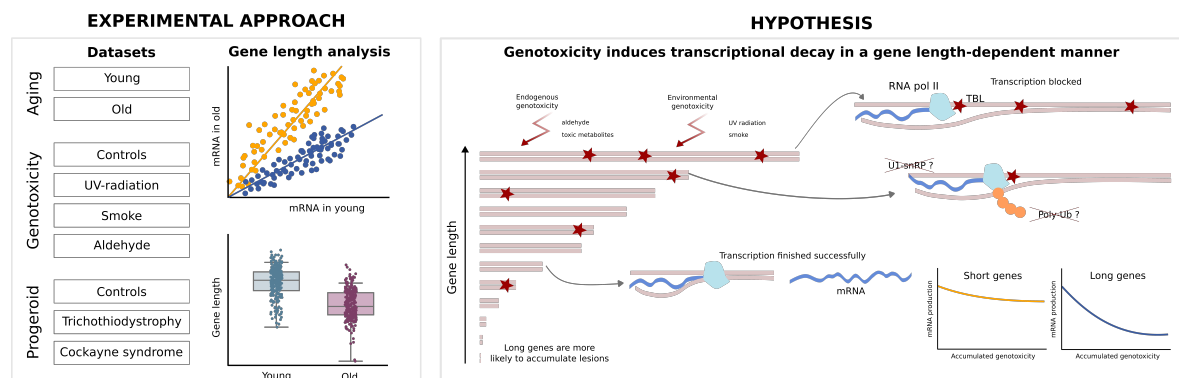 EXPERIMENTAL APPROACH
Datasets
Aging
Young
Old
Genotoxicity
Controls
UV-radiation
Smoke
Aldehyde
Progeroid
Controls
Trichothiodystrophy
Cockayne syndrome
Gene length analysis
mRNA in old
mRNA in young
Gene length
Young
Old
HYPOTHESIS
Genotoxicity induces transcriptional decay in a gene length-dependent manner
Endogenous
genotoxicity
aldehyde
toxic metabolites
Environmental
genotoxicity
UV radiation
smoke
RNA pol II
TBL
Transcription blocked
U1-snRP ?
Poly-Ub ?
Gene length
Transcription finished successfully
mRNA
Long genes are more
likely to accumulate lesions
Short genes
mRNA production
Accumulated genotoxicity
Long genes
mRNA production
Accumulated genotoxicity